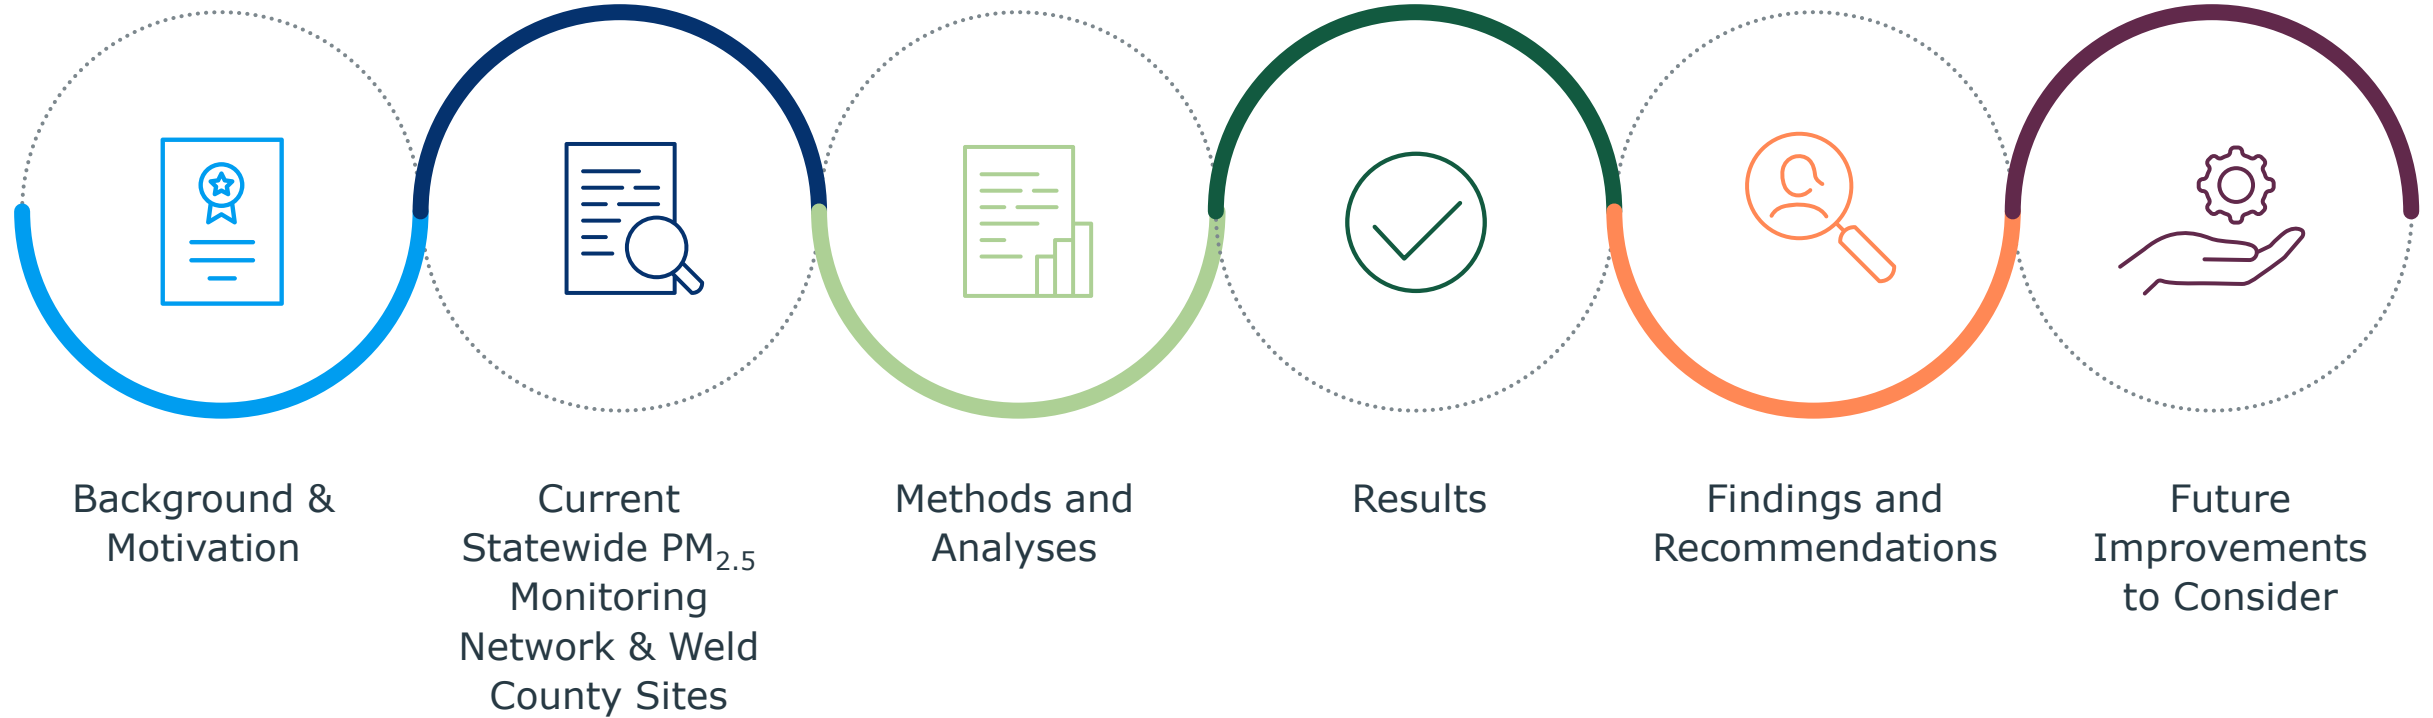 Background &
Motivation
Current
Statewide PM2.5
Monitoring
Network & Weld
County Sites
Methods and
Analyses
Results
Findings and
Recommendations
Future
Improvements
to Consider